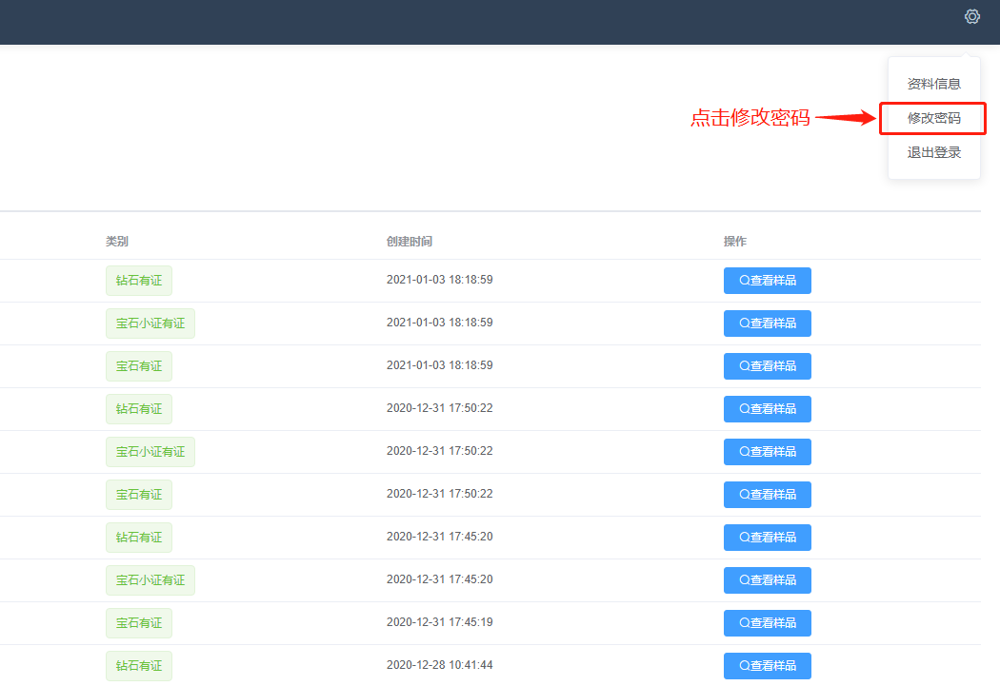 资料信息
点击修改密码
修改密码
退出登录
类别 创建时间 操作
钻石有证 2021-01-03 18:18:59 查看样品
宝石小证有证 2021-01-03 18:18:59 查看样品
宝石有证 2021-01-03 18:18:59 查看样品
钻石有证 2020-12-31 17:50:22 查看样品
宝石小证有证 2020-12-31 17:50:22 查看样品
宝石有证 2020-12-31 17:50:22 查看样品
钻石有证 2020-12-31 17:45:20 查看样品
宝石小证有证 2020-12-31 17:45:20 查看样品
宝石有证 2020-12-31 17:45:19 查看样品
钻石有证 2020-12-28 10:41:44 查看样品